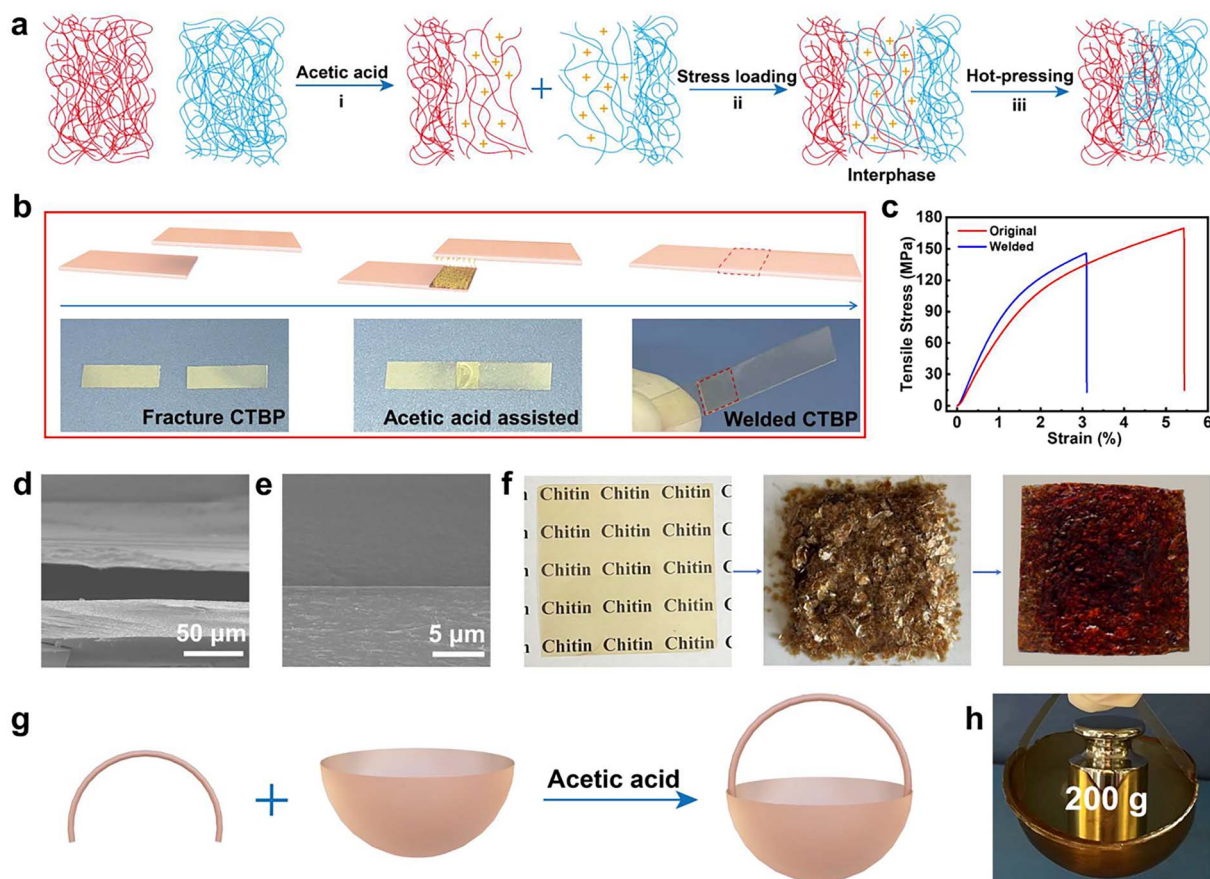 a
Acetic acid
i
+
Stress loading
ii
Interphase
Hot-pressing
iii
b
Fracture CTBP
Acetic acid assisted
Welded CTBP
c
Tensile Stress (MPa)
180
150
120
90
60
30
0
Original
Welded
0 1 2 3 4 5 6
Strain (%)
d
50 μm
e
5 μm
f
n Chitin Chitin Chitin C
n Chitin Chitin Chitin C
n Chitin Chitin Chitin C
n Chitin Chitin Chitin C
n Chitin Chitin Chitin C
g
+
Acetic acid
h
200 g